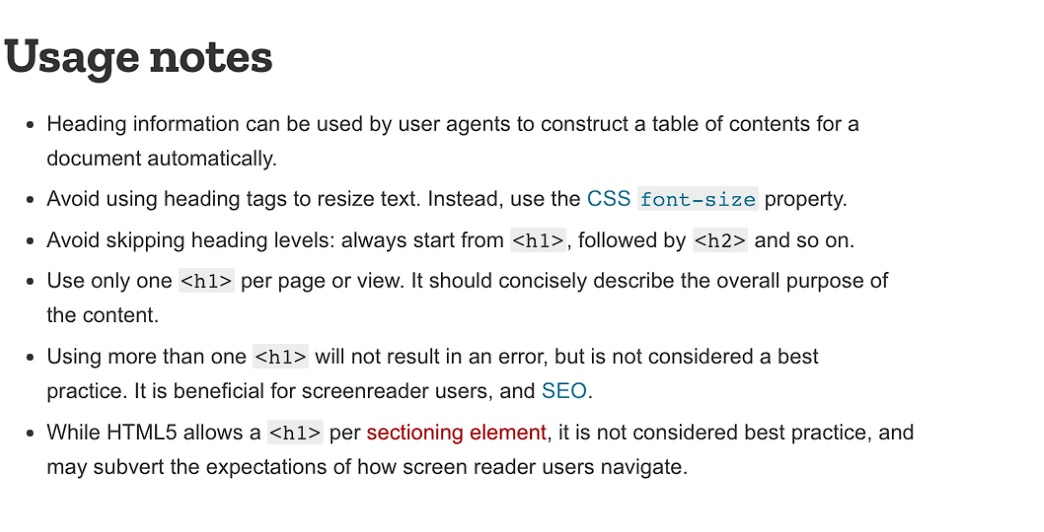 Usage notes
Heading information can be used by user agents to construct a table of contents for a
document automatically.
Avoid using heading tags to resize text. Instead, use the CSS font-size property.
Avoid skipping heading levels: always start from <h1>, followed by <h2> and so on.
Use only one <h1> per page or view. It should concisely describe the overall purpose of
the content.
Using more than one <h1> will not result in an error, but is not considered a best
practice. It is beneficial for screenreader users, and SEO.
While HTML5 allows a <h1> per sectioning element, it is not considered best practice, and
may subvert the expectations of how screen reader users navigate.